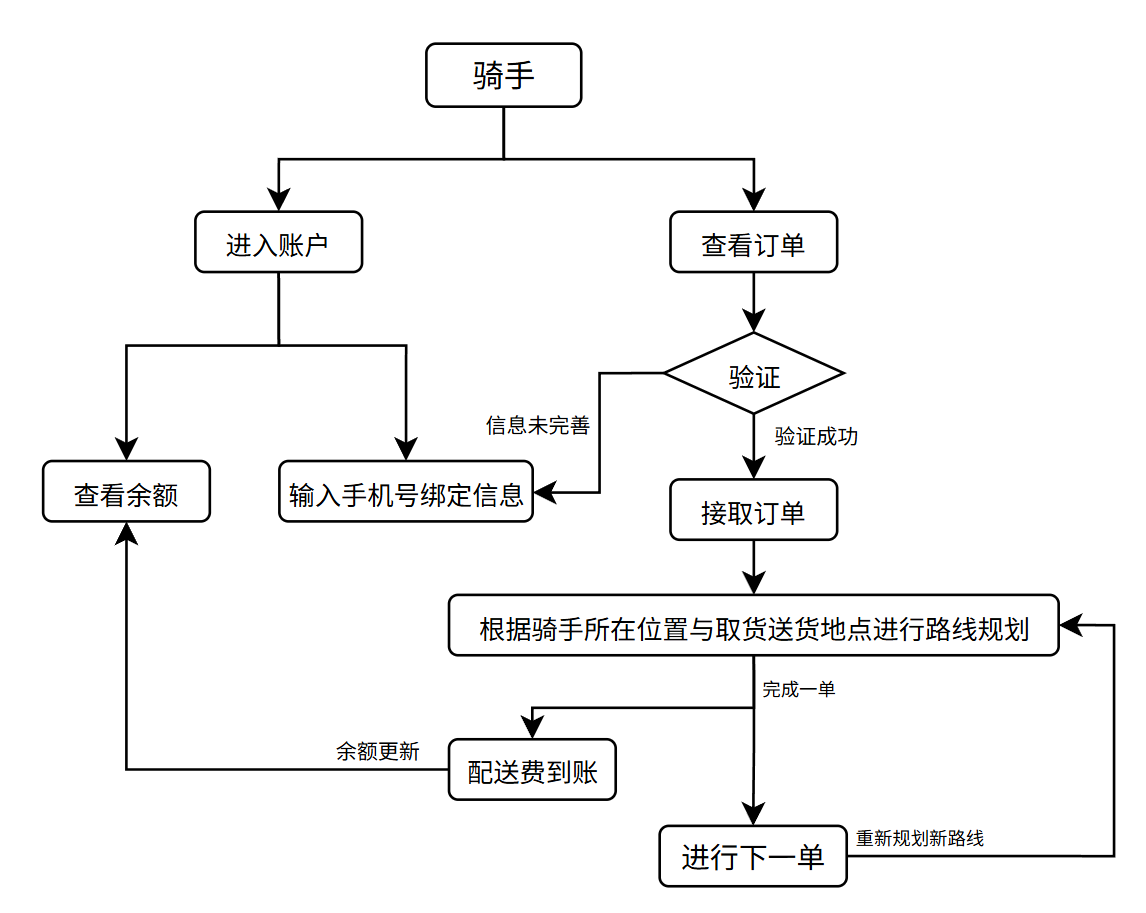 骑手
进入账户
查看订单
验证
信息未完善
验证成功
查看余额
输入手机号绑定信息
接取订单
根据骑手所在位置与取货送货地点进行路线规划
完成一单
余额更新
配送费到账
重新规划新路线
进行下一单